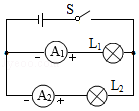 S
− A₁ + L₁
− A₂ + L₂